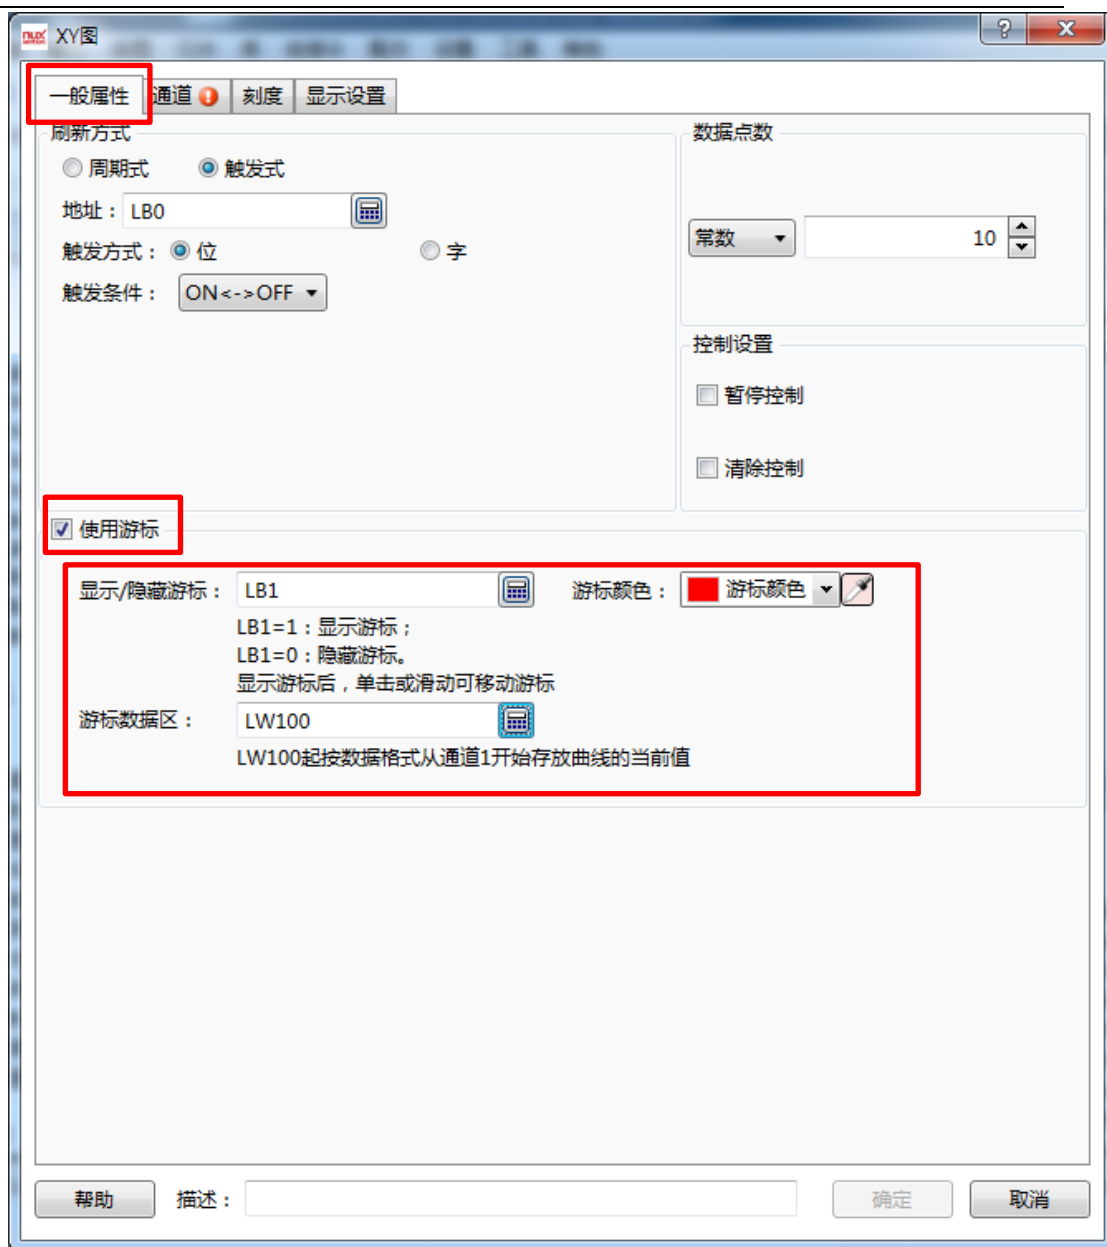 XY图
一般属性 通道 刻度 显示设置
刷新方式
周期式 触发式
地址： LB0
触发方式： 位 字
触发条件： ON<->OFF
数据点数
常数 10
控制设置
暂停控制
清除控制
使用游标
显示/隐藏游标： LB1 游标颜色： 游标颜色
LB1=1：显示游标；
LB1=0：隐藏游标。
显示游标后，单击或滑动可移动游标
游标数据区： LW100
LW100起按数据格式从通道1开始存放曲线的当前值
帮助 描述： 确定 取消